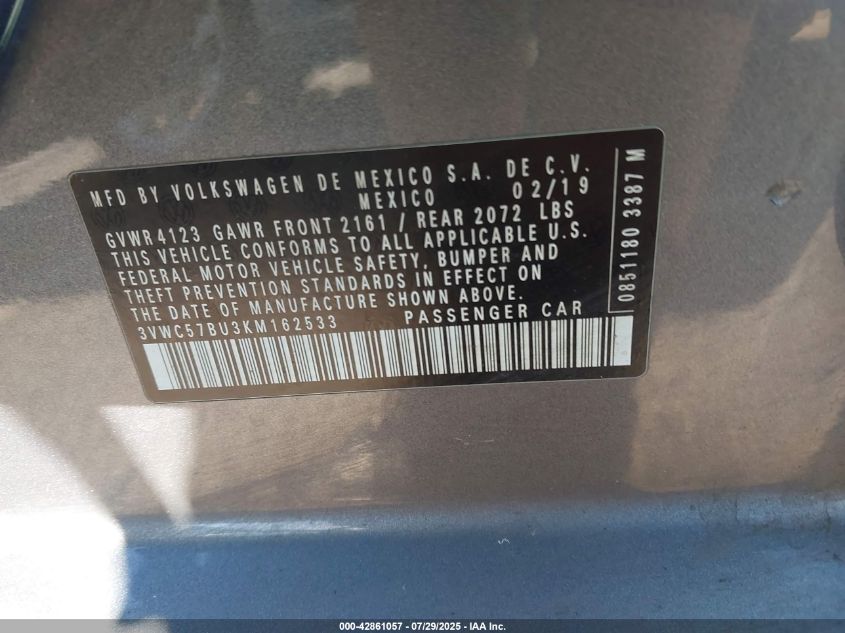 MFD BY VOLKSWAGEN DE MEXICO S.A. DE C.V.
MEXICO 02/19
GVWR 4123 GAWR FRONT 2161 / REAR 2072 LBS
THIS VEHICLE CONFORMS TO ALL APPLICABLE U.S.
FEDERAL MOTOR VEHICLE SAFETY, BUMPER AND
THEFT PREVENTION STANDARDS IN EFFECT ON
THE DATE OF MANUFACTURE SHOWN ABOVE.
3VWC57BU3KM162533 PASSENGER CAR
0851180 3387 M
000-42861057 / 07/29/2025 - IAA Inc.